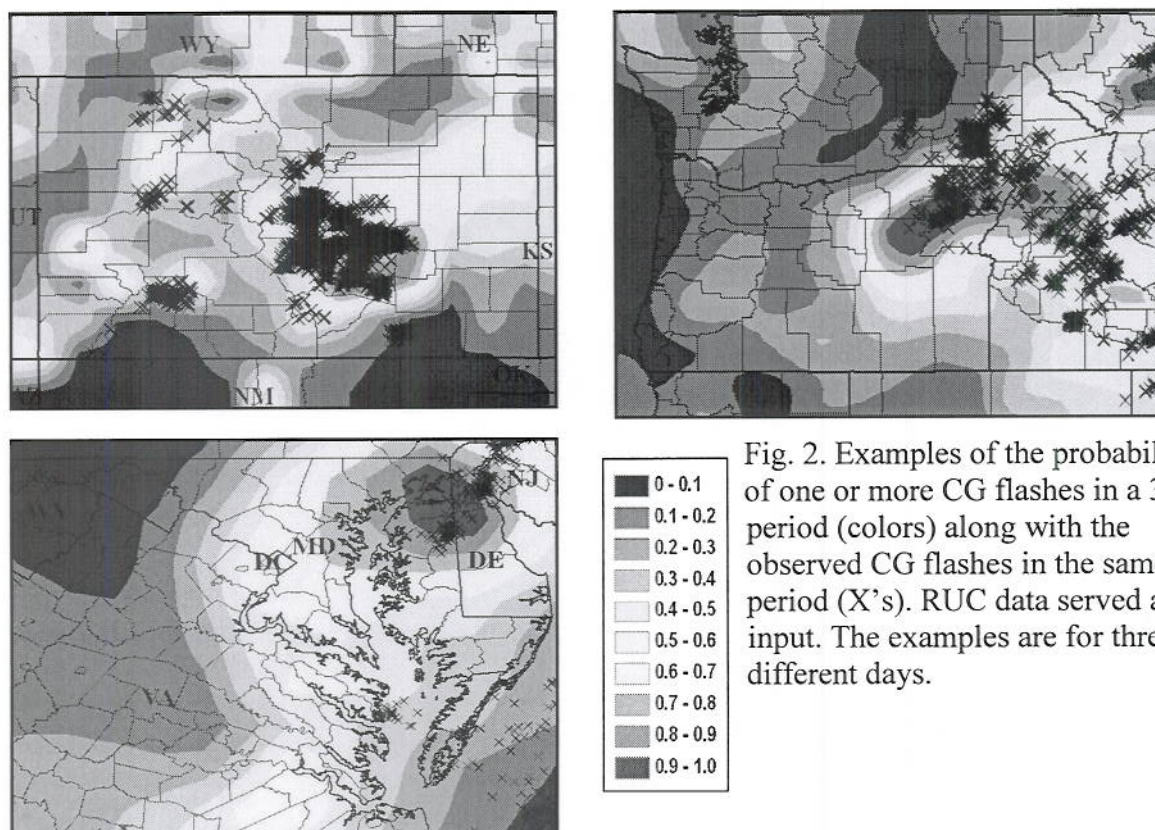 WY
NE
UT
KS
NM
OK
NJ
MD
DC
DE
VA
0 - 0.1
0.1 - 0.2
0.2 - 0.3
0.3 - 0.4
0.4 - 0.5
0.5 - 0.6
0.6 - 0.7
0.7 - 0.8
0.8 - 0.9
0.9 - 1.0
Fig. 2. Examples of the probabil
of one or more CG flashes in a 3
period (colors) along with the
observed CG flashes in the sam
period (X's). RUC data served a
input. The examples are for thre
different days.